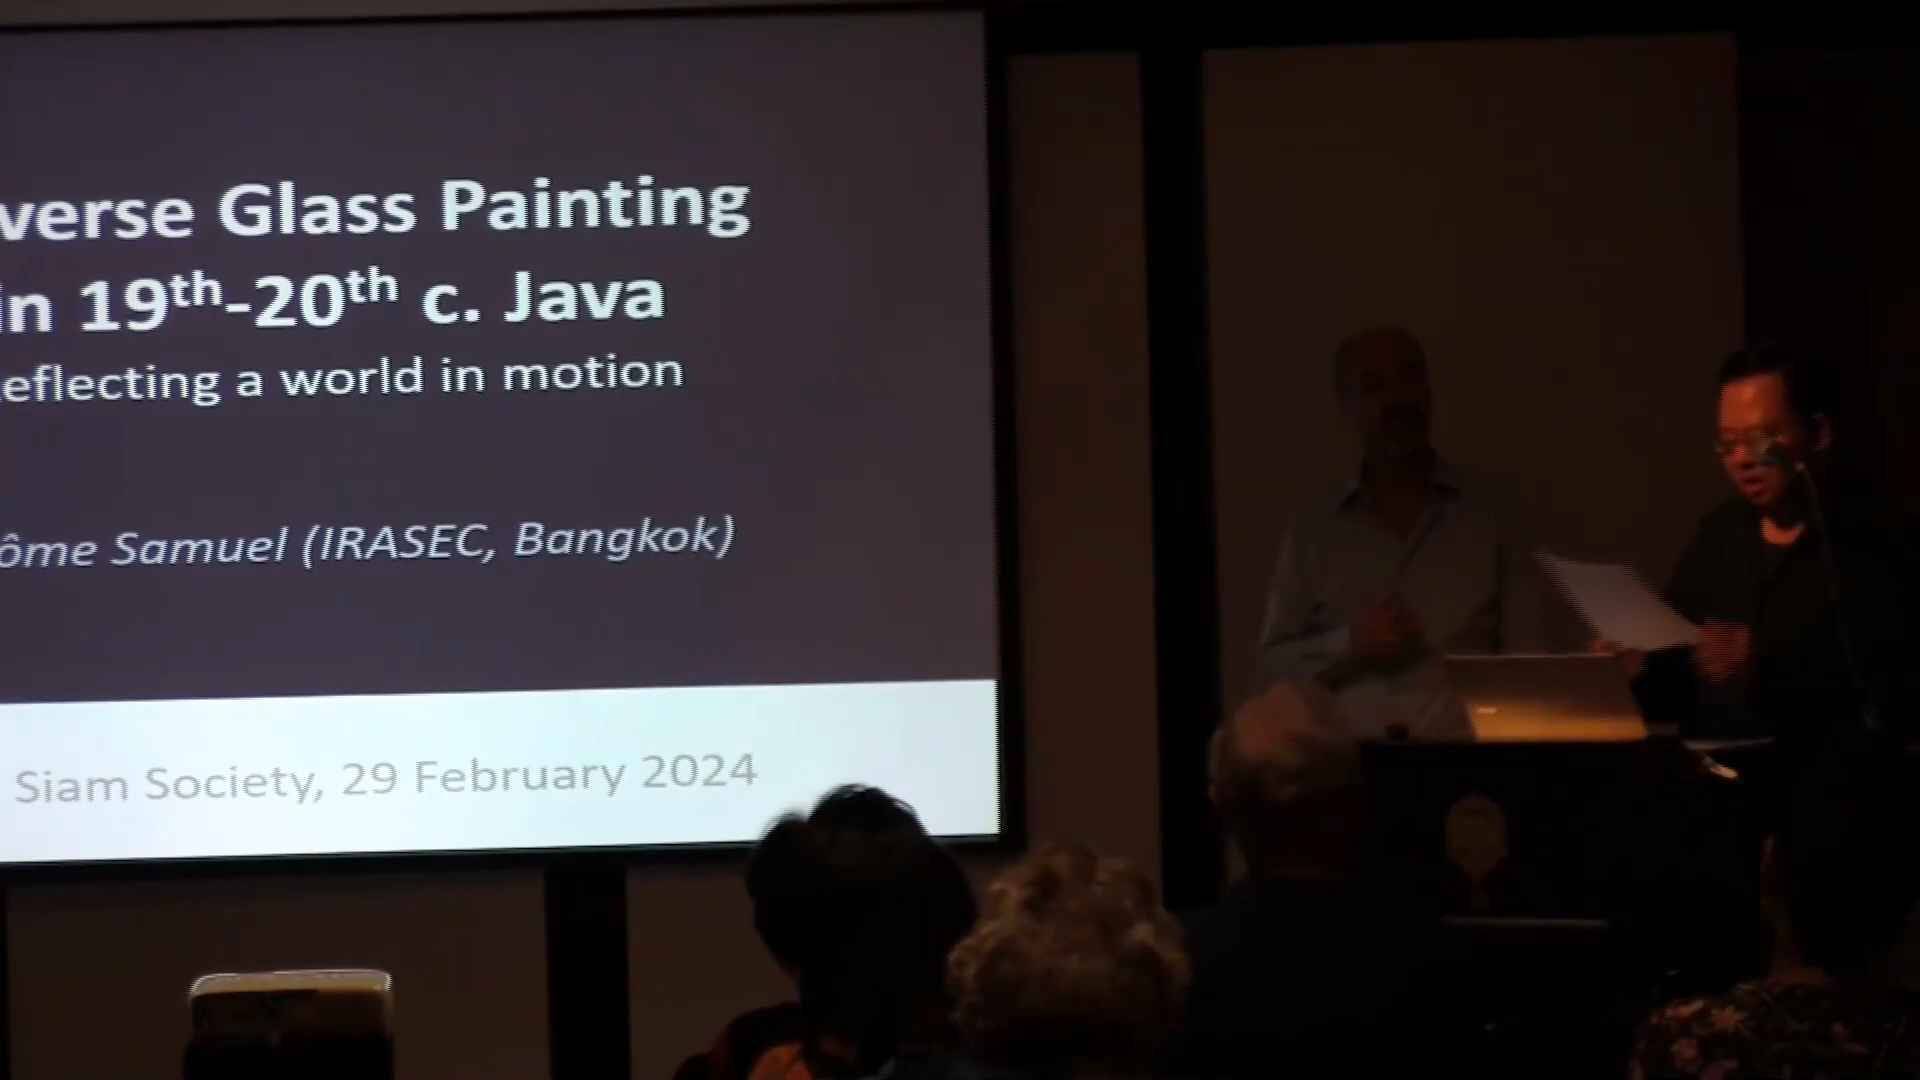 verse Glass Painting
in 19th-20th c. Java
eflecting a world in motion
ôme Samuel (IRASEC, Bangkok)
Siam Society, 29 February 2024